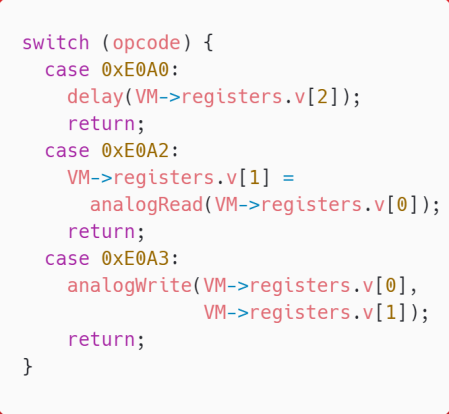 switch (opcode) {
  case 0xE0A0:
    delay(VM->registers.v[2]);
    return;
  case 0xE0A2:
    VM->registers.v[1] =
      analogRead(VM->registers.v[0]);
    return;
  case 0xE0A3:
    analogWrite(VM->registers.v[0],
                VM->registers.v[1]);
    return;
}